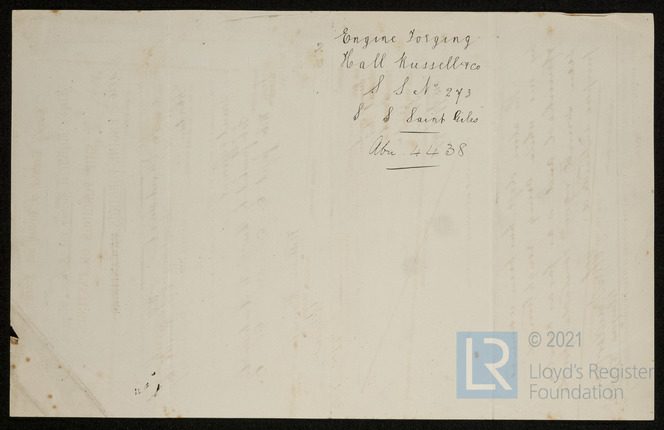 Engine Forging
Hall Russell & Co
S S No 273
S S Saint Giles
Abn 4438
LR
© 2021
Lloyd's Register
Foundation